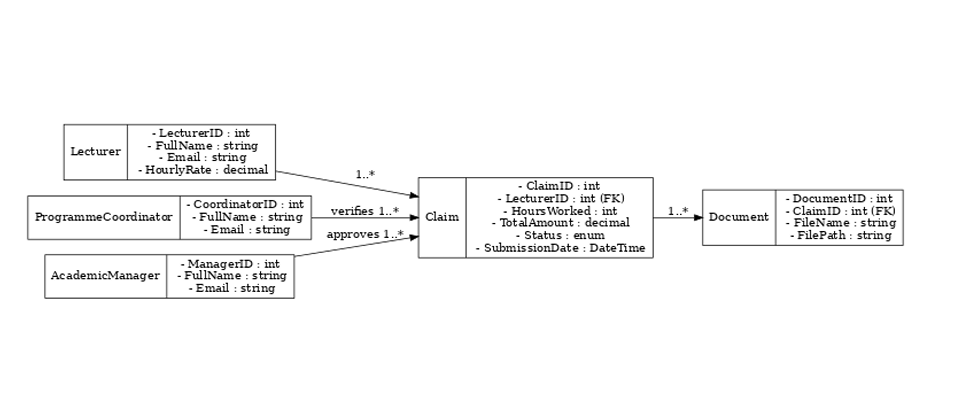 Lecturer
- LecturerID : int
- FullName : string
- Email : string
- HourlyRate : decimal
1..*
ProgrammeCoordinator
- CoordinatorID : int
- FullName : string
- Email : string
verifies 1..*
AcademicManager
- ManagerID : int
- FullName : string
- Email : string
approves 1..*
Claim
- ClaimID : int
- LecturerID : int (FK)
- HoursWorked : int
- TotalAmount : decimal
- Status : enum
- SubmissionDate : DateTime
1..*
Document
- DocumentID : int
- ClaimID : int (FK)
- FileName : string
- FilePath : string